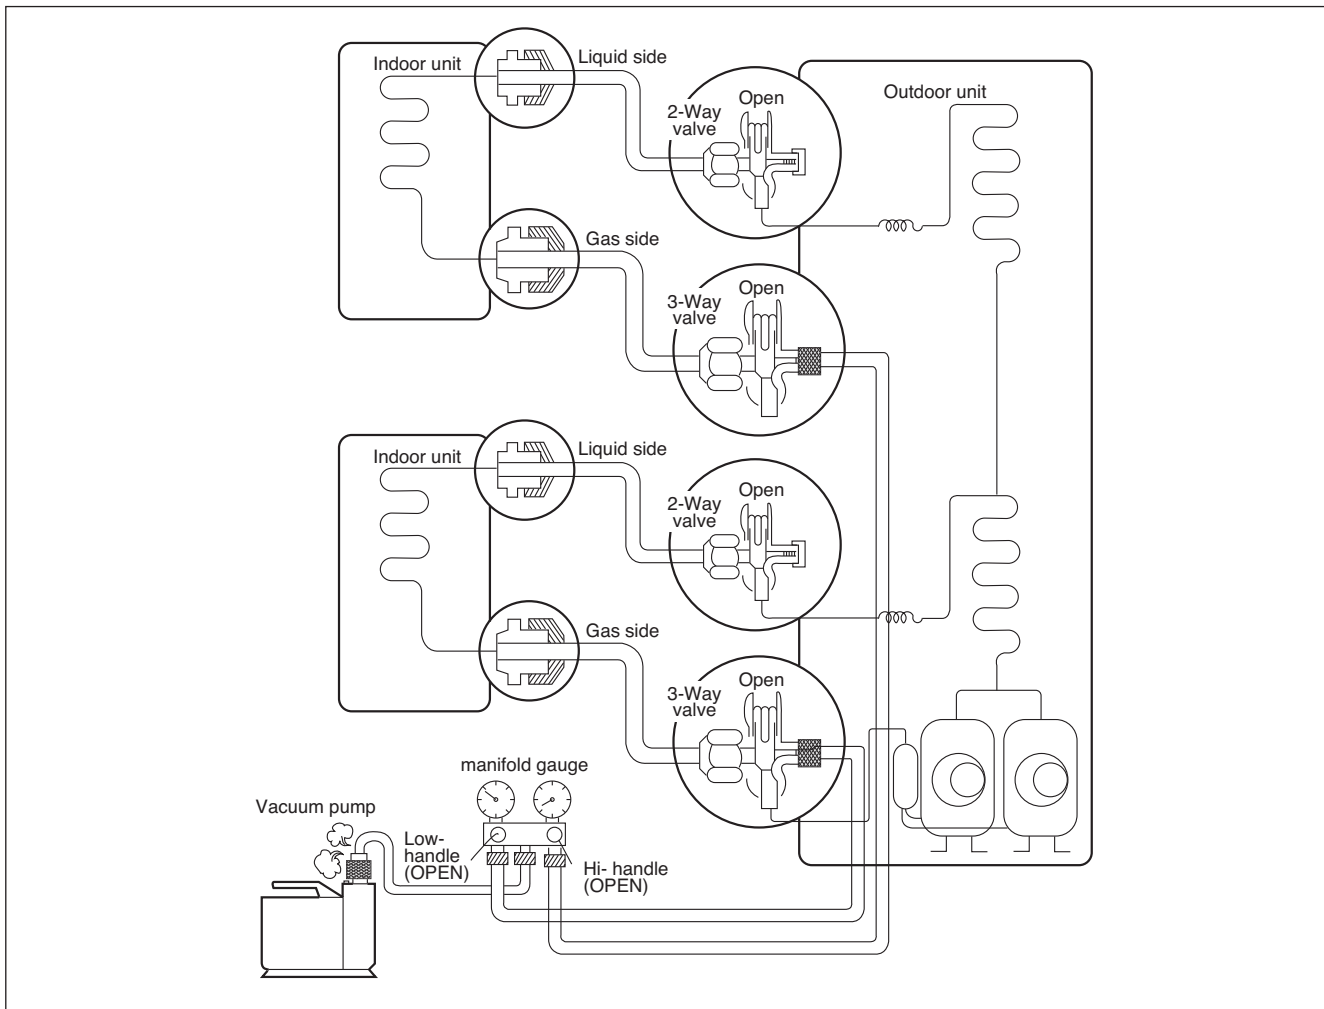 Indoor unit
Liquid side
2-Way
valve
Open
Outdoor unit
Gas side
3-Way
valve
Open
Indoor unit
Liquid side
2-Way
valve
Open
Gas side
3-Way
valve
Open
manifold gauge
Vacuum pump
Low-
handle
(OPEN)
Hi- handle
(OPEN)